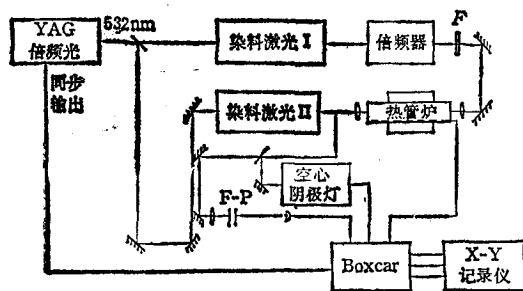 YAG
倍频光
532nm
染料激光 I
倍频器
F
同步
输出
染料激光 II
热管炉
空心
阴极灯
F-P
Boxcar
X-Y
记录仪